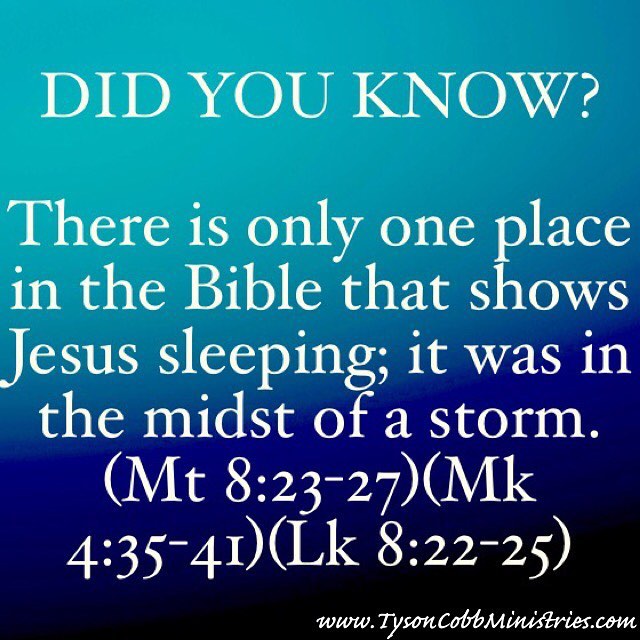 DID YOU KNOW?
There is only one place
in the Bible that shows
Jesus sleeping; it was in
the midst of a storm.
(Mt 8:23-27)(Mk
4:35-41)(Lk 8:22-25)
www.TysonCobbMinistries.com